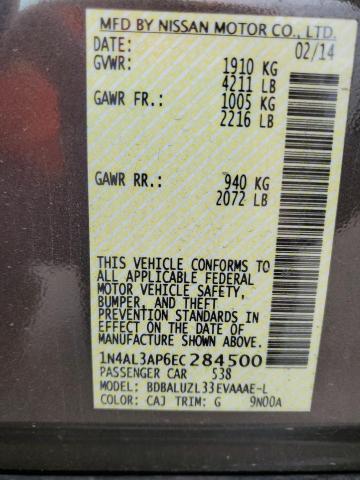 MFD BY NISSAN MOTOR CO., LTD.
DATE: 02/14
GVWR: 1910 KG
4211 LB
GAWR FR.: 1005 KG
2216 LB
GAWR RR.: 940 KG
2072 LB
THIS VEHICLE CONFORMS TO
ALL APPLICABLE FEDERAL
MOTOR VEHICLE SAFETY,
BUMPER, AND THEFT
PREVENTION STANDARDS IN
EFFECT ON THE DATE OF
MANUFACTURE SHOWN ABOVE.
1N4AL3AP6EC284500
PASSENGER CAR 538
MODEL: BDBALUZL33EVAAAE-L
COLOR: CAJ TRIM: G 9N00A